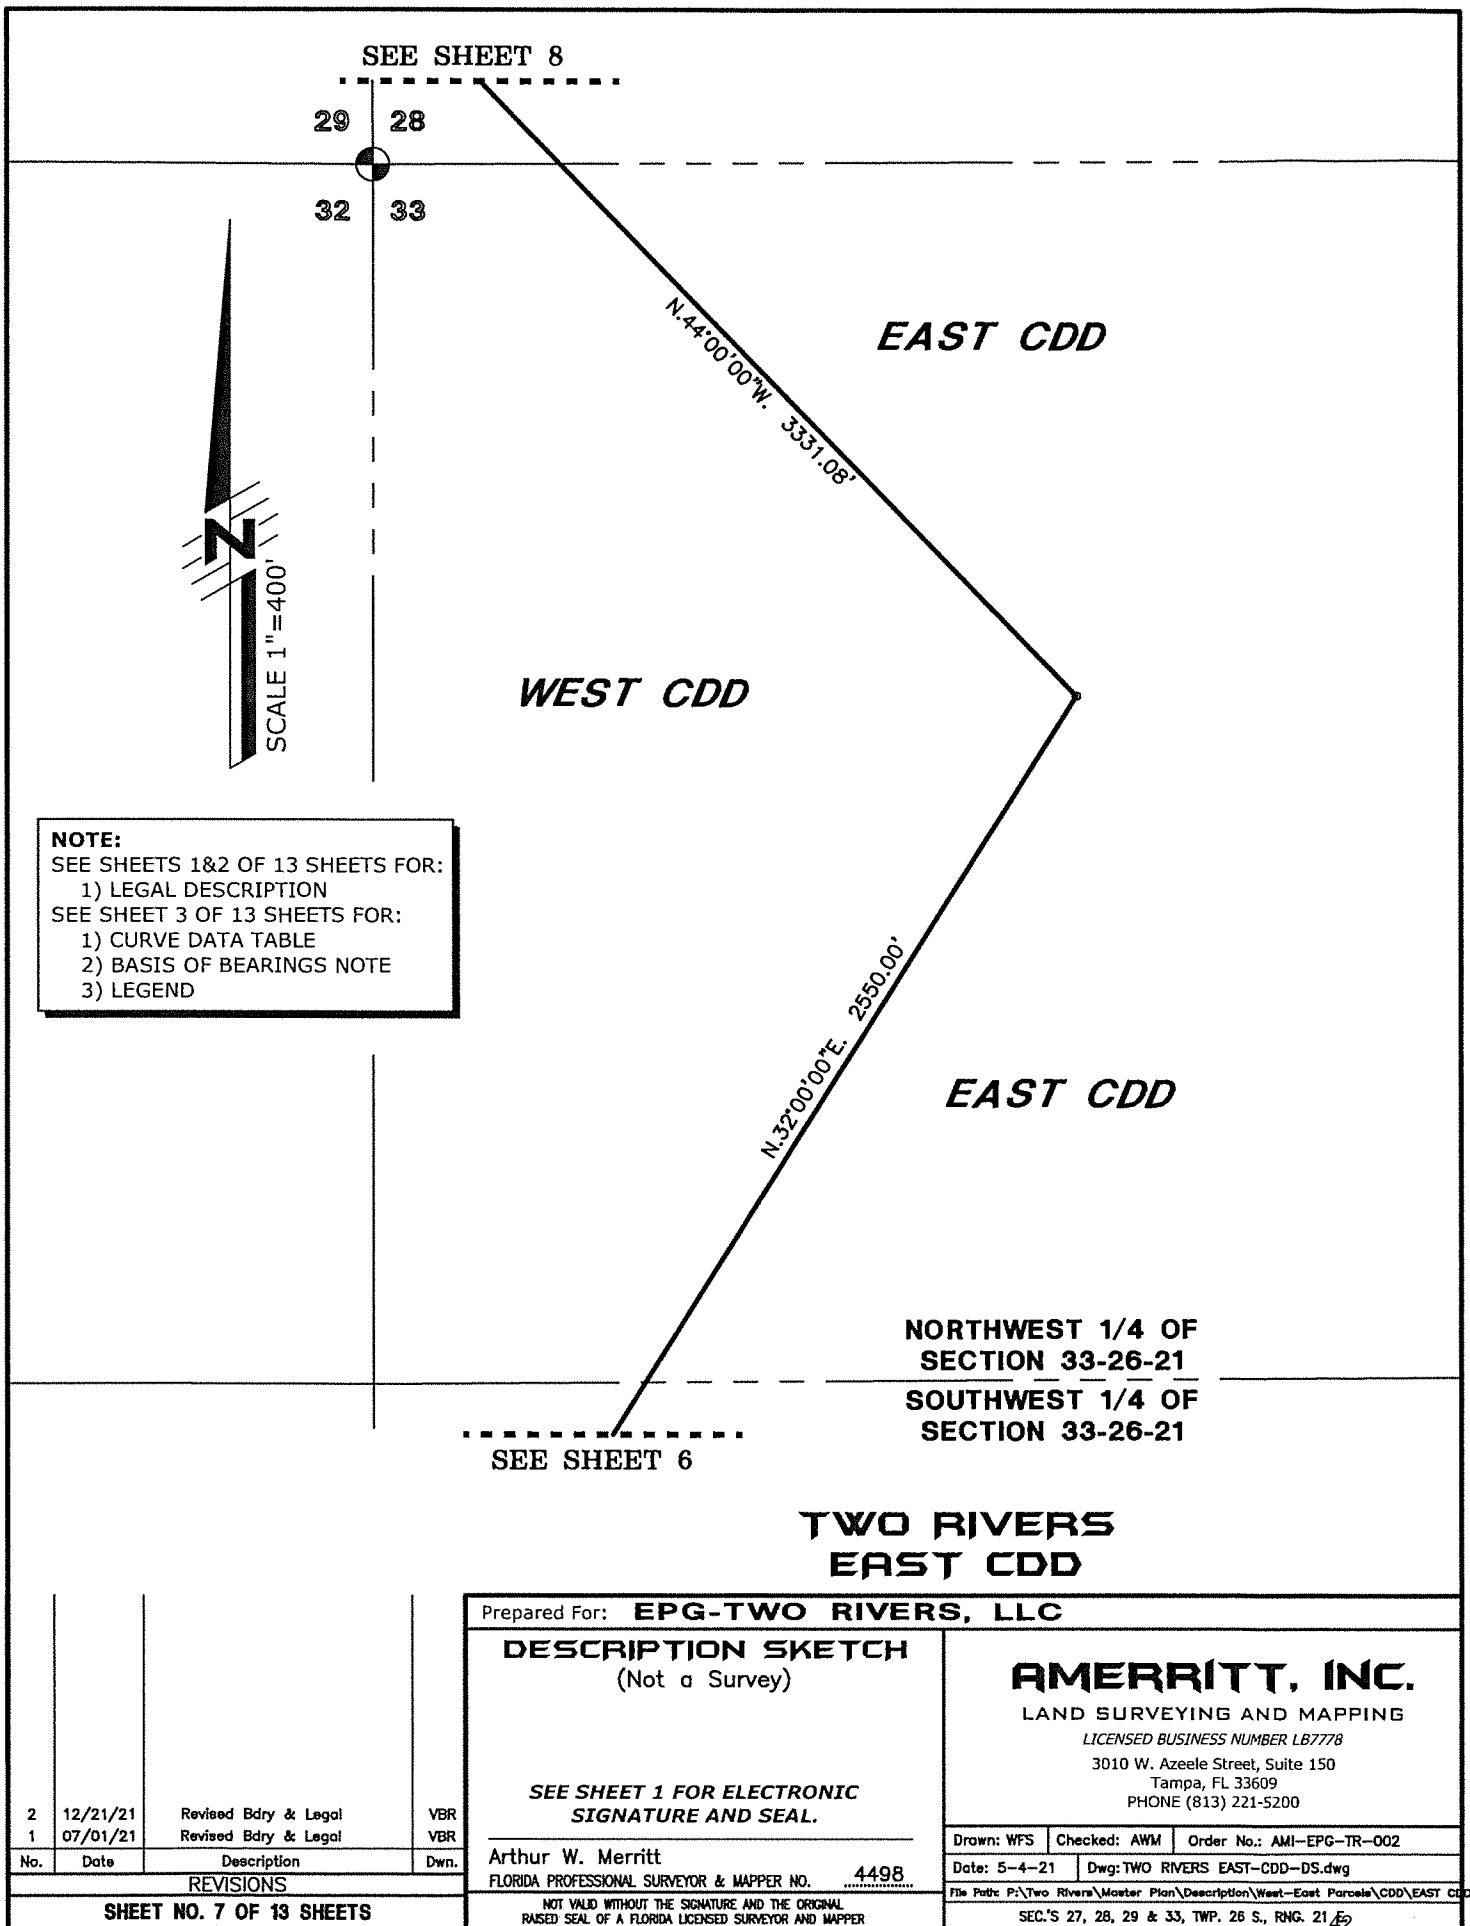 SEE SHEET 8
29 28
32 33
N.44°00'00"W. 3331.08'
EAST CDD
N
SCALE 1"=400'
WEST CDD
NOTE:
SEE SHEETS 1&2 OF 13 SHEETS FOR:
1) LEGAL DESCRIPTION
SEE SHEET 3 OF 13 SHEETS FOR:
1) CURVE DATA TABLE
2) BASIS OF BEARINGS NOTE
3) LEGEND
N.32°00'00"E. 2550.00'
EAST CDD
NORTHWEST 1/4 OF
SECTION 33-26-21
SOUTHWEST 1/4 OF
SECTION 33-26-21
SEE SHEET 6
TWO RIVERS
EAST CDD
Prepared For: EPG-TWO RIVERS, LLC
DESCRIPTION SKETCH
(Not a Survey)
SEE SHEET 1 FOR ELECTRONIC
SIGNATURE AND SEAL.
Arthur W. Merritt
FLORIDA PROFESSIONAL SURVEYOR & MAPPER NO. 4498
NOT VALID WITHOUT THE SIGNATURE AND THE ORIGINAL
RAISED SEAL OF A FLORIDA LICENSED SURVEYOR AND MAPPER
AMERRITT, INC.
LAND SURVEYING AND MAPPING
LICENSED BUSINESS NUMBER LB7778
3010 W. Azeele Street, Suite 150
Tampa, FL 33609
PHONE (813) 221-5200
Drawn: WFS Checked: AWM Order No.: AMI-EPG-TR-002
Date: 5-4-21 Dwg: TWO RIVERS EAST-CDD-DS.dwg
File Path: P:\Two Rivers\Master Plan\Description\West-East Parcels\CDD\EAST CDD
SEC.'S 27, 28, 29 & 33, TWP. 26 S., RNG. 21 E
2 12/21/21 Revised Bdry & Legal VBR
1 07/01/21 Revised Bdry & Legal VBR
No. Date Description Dwn.
REVISIONS
SHEET NO. 7 OF 13 SHEETS